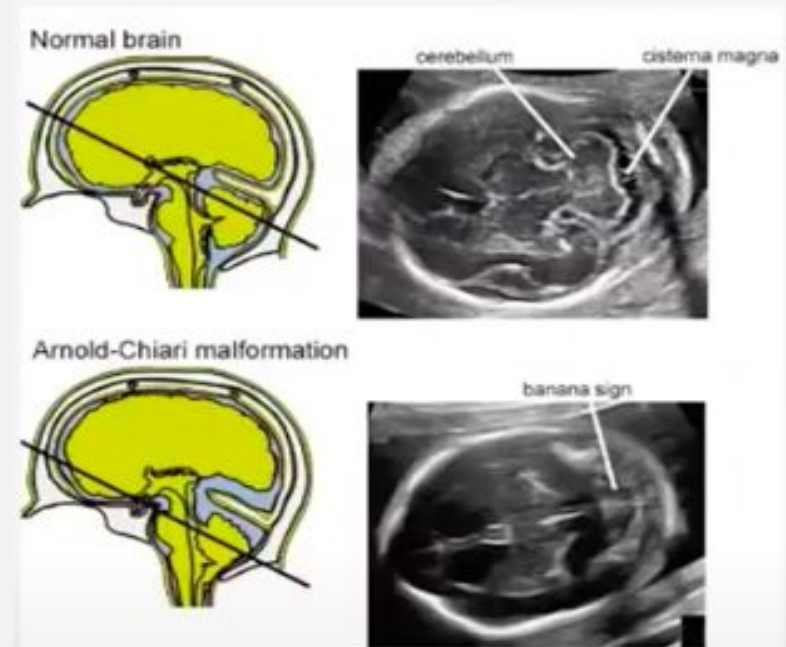 Normal brain
cerebellum
cisterna magna
Arnold-Chiari malformation
banana sign